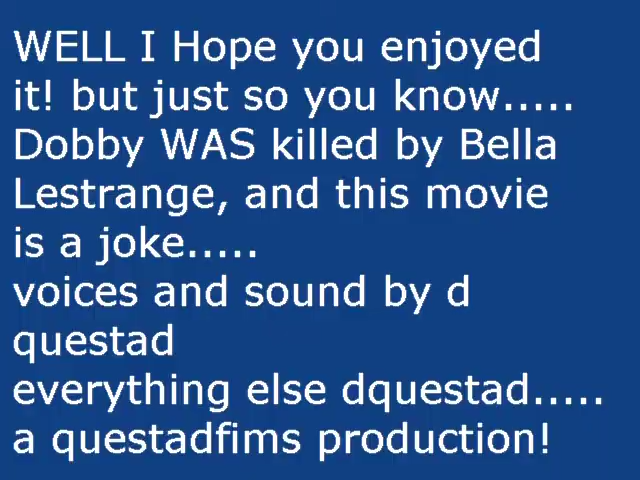 WELL I Hope you enjoyed
it! but just so you know.....
Dobby WAS killed by Bella
Lestrange, and this movie
is a joke.....
voices and sound by d
questad
everything else dquestad.....
a questadfims production!